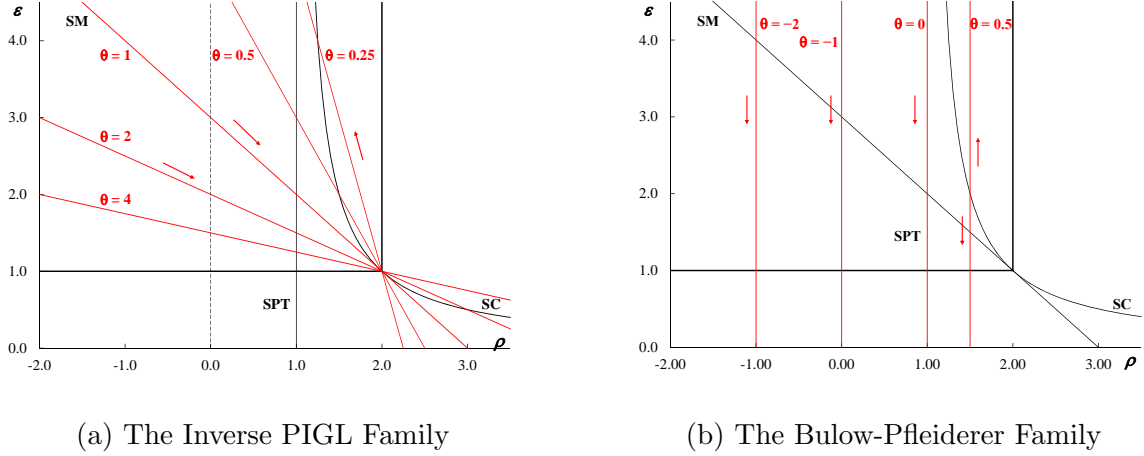 ε
SM
4.0
θ = 1
θ = 0.5
θ = 0.25
3.0
θ = 2
2.0
θ = 4
1.0
SPT
SC
0.0
ρ
-2.0 -1.0 0.0 1.0 2.0 3.0
(a) The Inverse PIGL Family
ε
SM
θ = −2
θ = 0
θ = 0.5
4.0
θ = −1
3.0
2.0
SPT
1.0
SC
0.0
ρ
-2.00 -1.00 0.00 1.00 2.00 3.00
(b) The Bulow-Pfleiderer Family